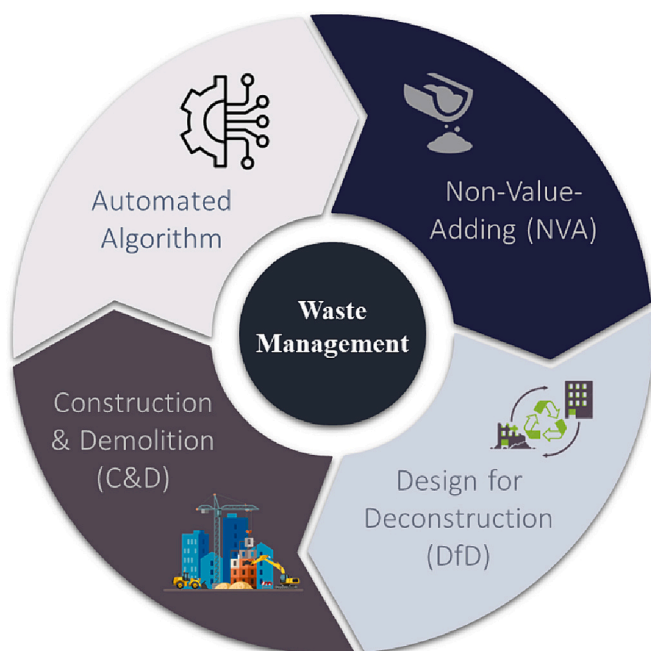 Automated
Algorithm
Non-Value-
Adding (NVA)
Waste
Management
Construction
& Demolition
(C&D)
Design for
Deconstruction
(DfD)